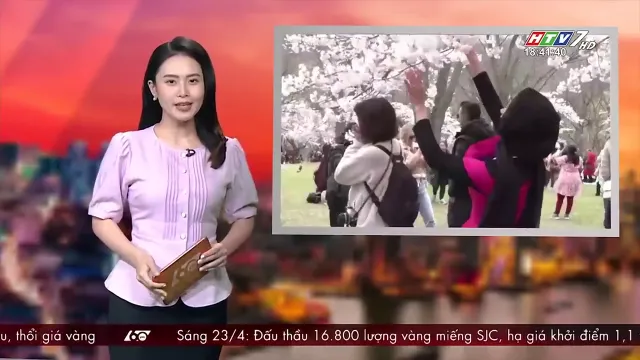 HTV7 HD
18:41:40
u, thổi giá vàng 60 Sáng 23/4: Đấu thầu 16.800 lượng vàng miếng SJC, hạ giá khởi điểm 1,1